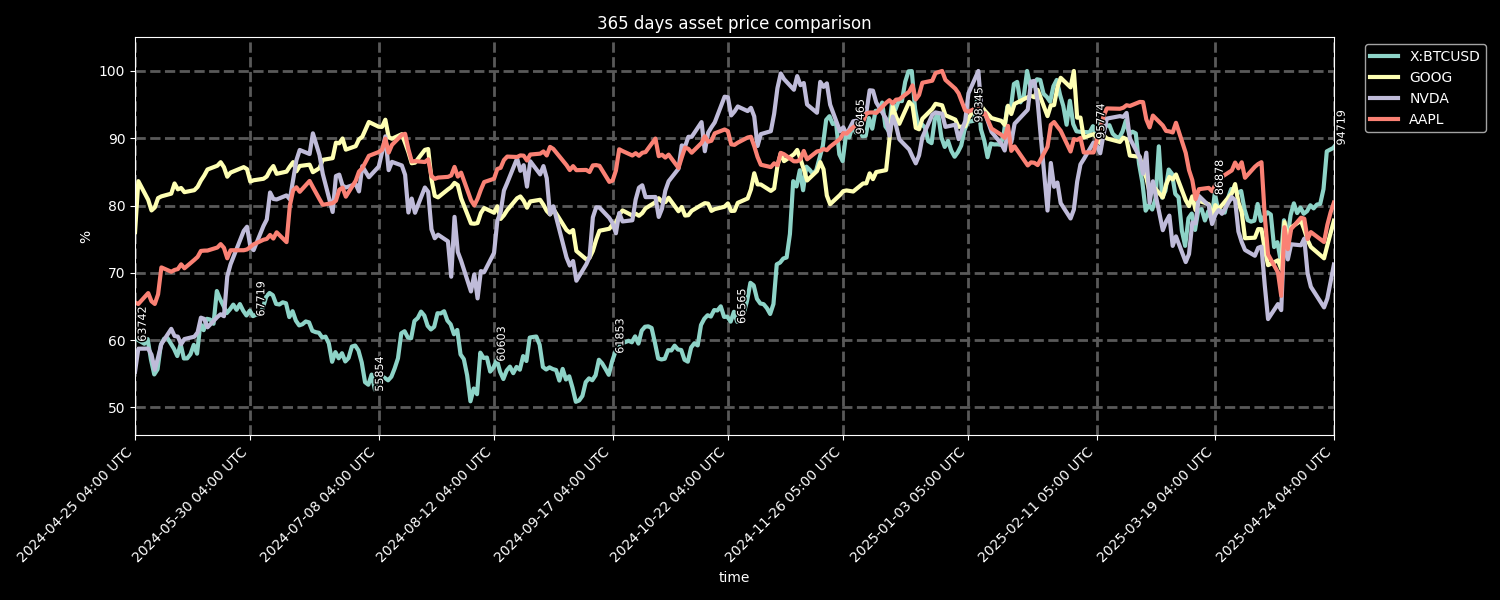 365 days asset price comparison
X:BTCUSD
GOOG
NVDA
AAPL
%
100
90
80
70
60
50
63742
67719
55854
60603
61853
66565
96465
98345
95774
86878
94719
2024-04-25 04:00 UTC
2024-05-30 04:00 UTC
2024-07-08 04:00 UTC
2024-08-12 04:00 UTC
2024-09-17 04:00 UTC
2024-10-22 04:00 UTC
2024-11-26 05:00 UTC
2025-01-03 05:00 UTC
2025-02-11 05:00 UTC
2025-03-19 04:00 UTC
2025-04-24 04:00 UTC
time